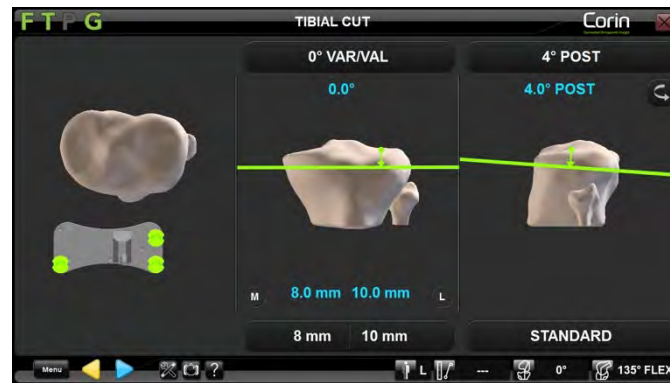 FTPG
TIBIAL CUT
Corin
0° VAR/VAL
4° POST
0.0°
4.0° POST
M
8.0 mm
10.0 mm
L
8 mm
10 mm
STANDARD
Menu
?
L
---
0°
135° FLEX